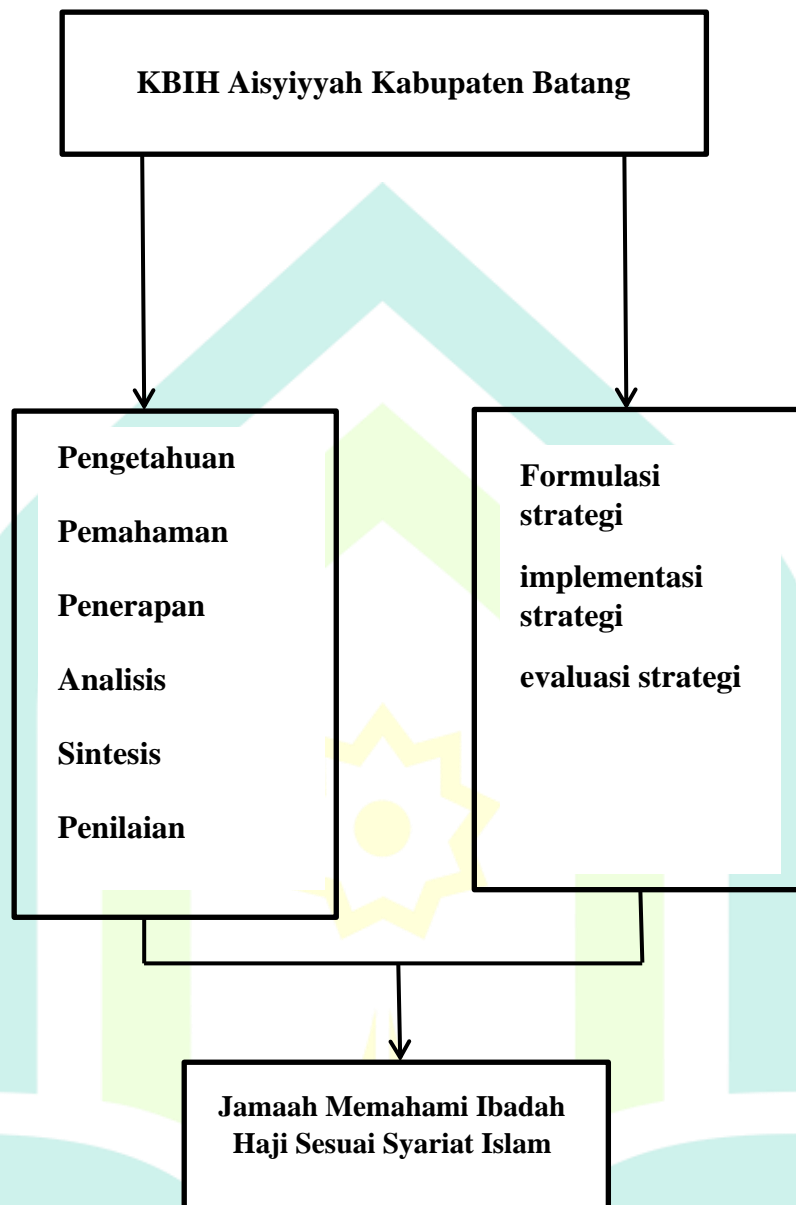 KBIH Aisyiyyah Kabupaten Batang
Pengetahuan
Pemahaman
Penerapan
Analisis
Sintesis
Penilaian
Formulasi
strategi
implementasi
strategi
evaluasi strategi
Jamaah Memahami Ibadah
Haji Sesuai Syariat Islam